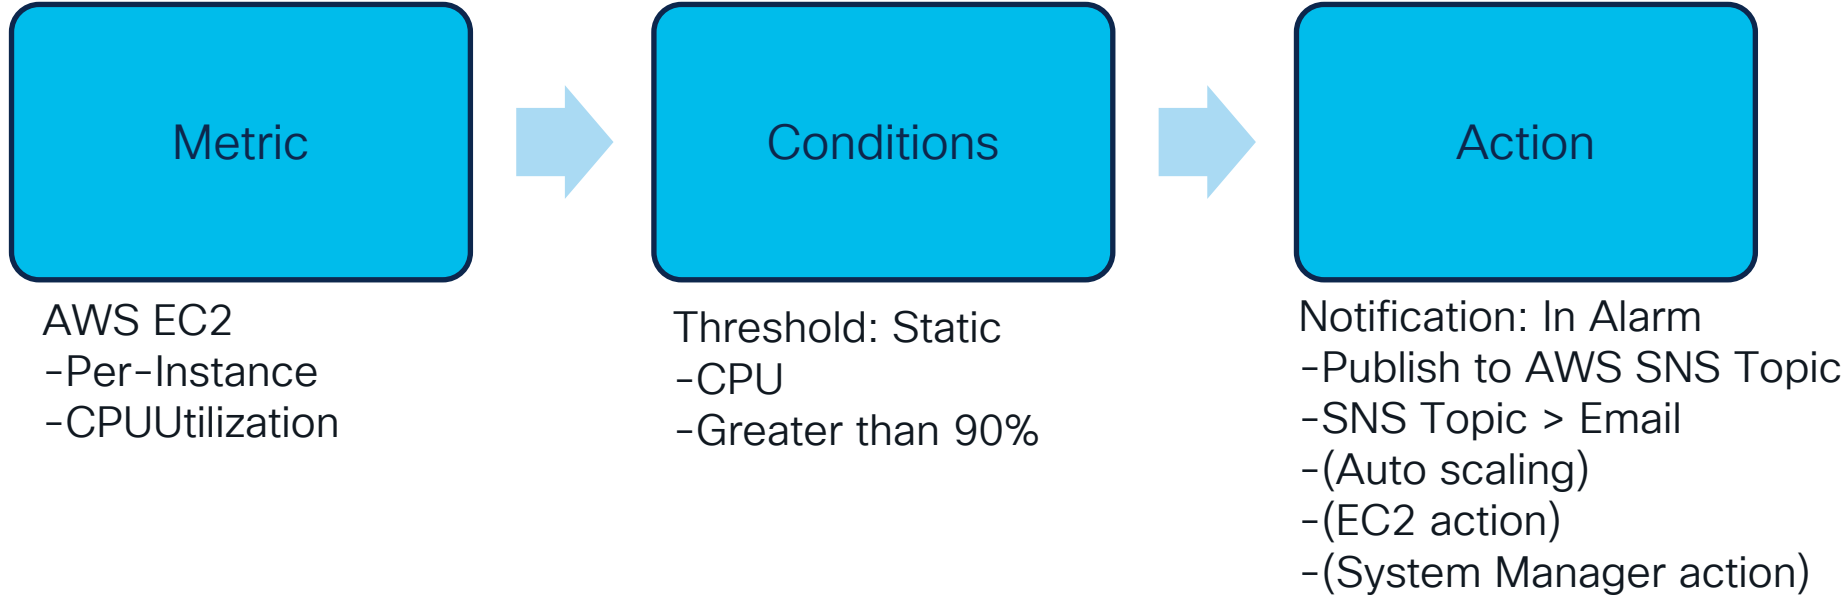 Metric
AWS EC2
-Per-Instance
-CPUUtilization
Conditions
Threshold: Static
-CPU
-Greater than 90%
Action
Notification: In Alarm
-Publish to AWS SNS Topic
-SNS Topic > Email
-(Auto scaling)
-(EC2 action)
-(System Manager action)